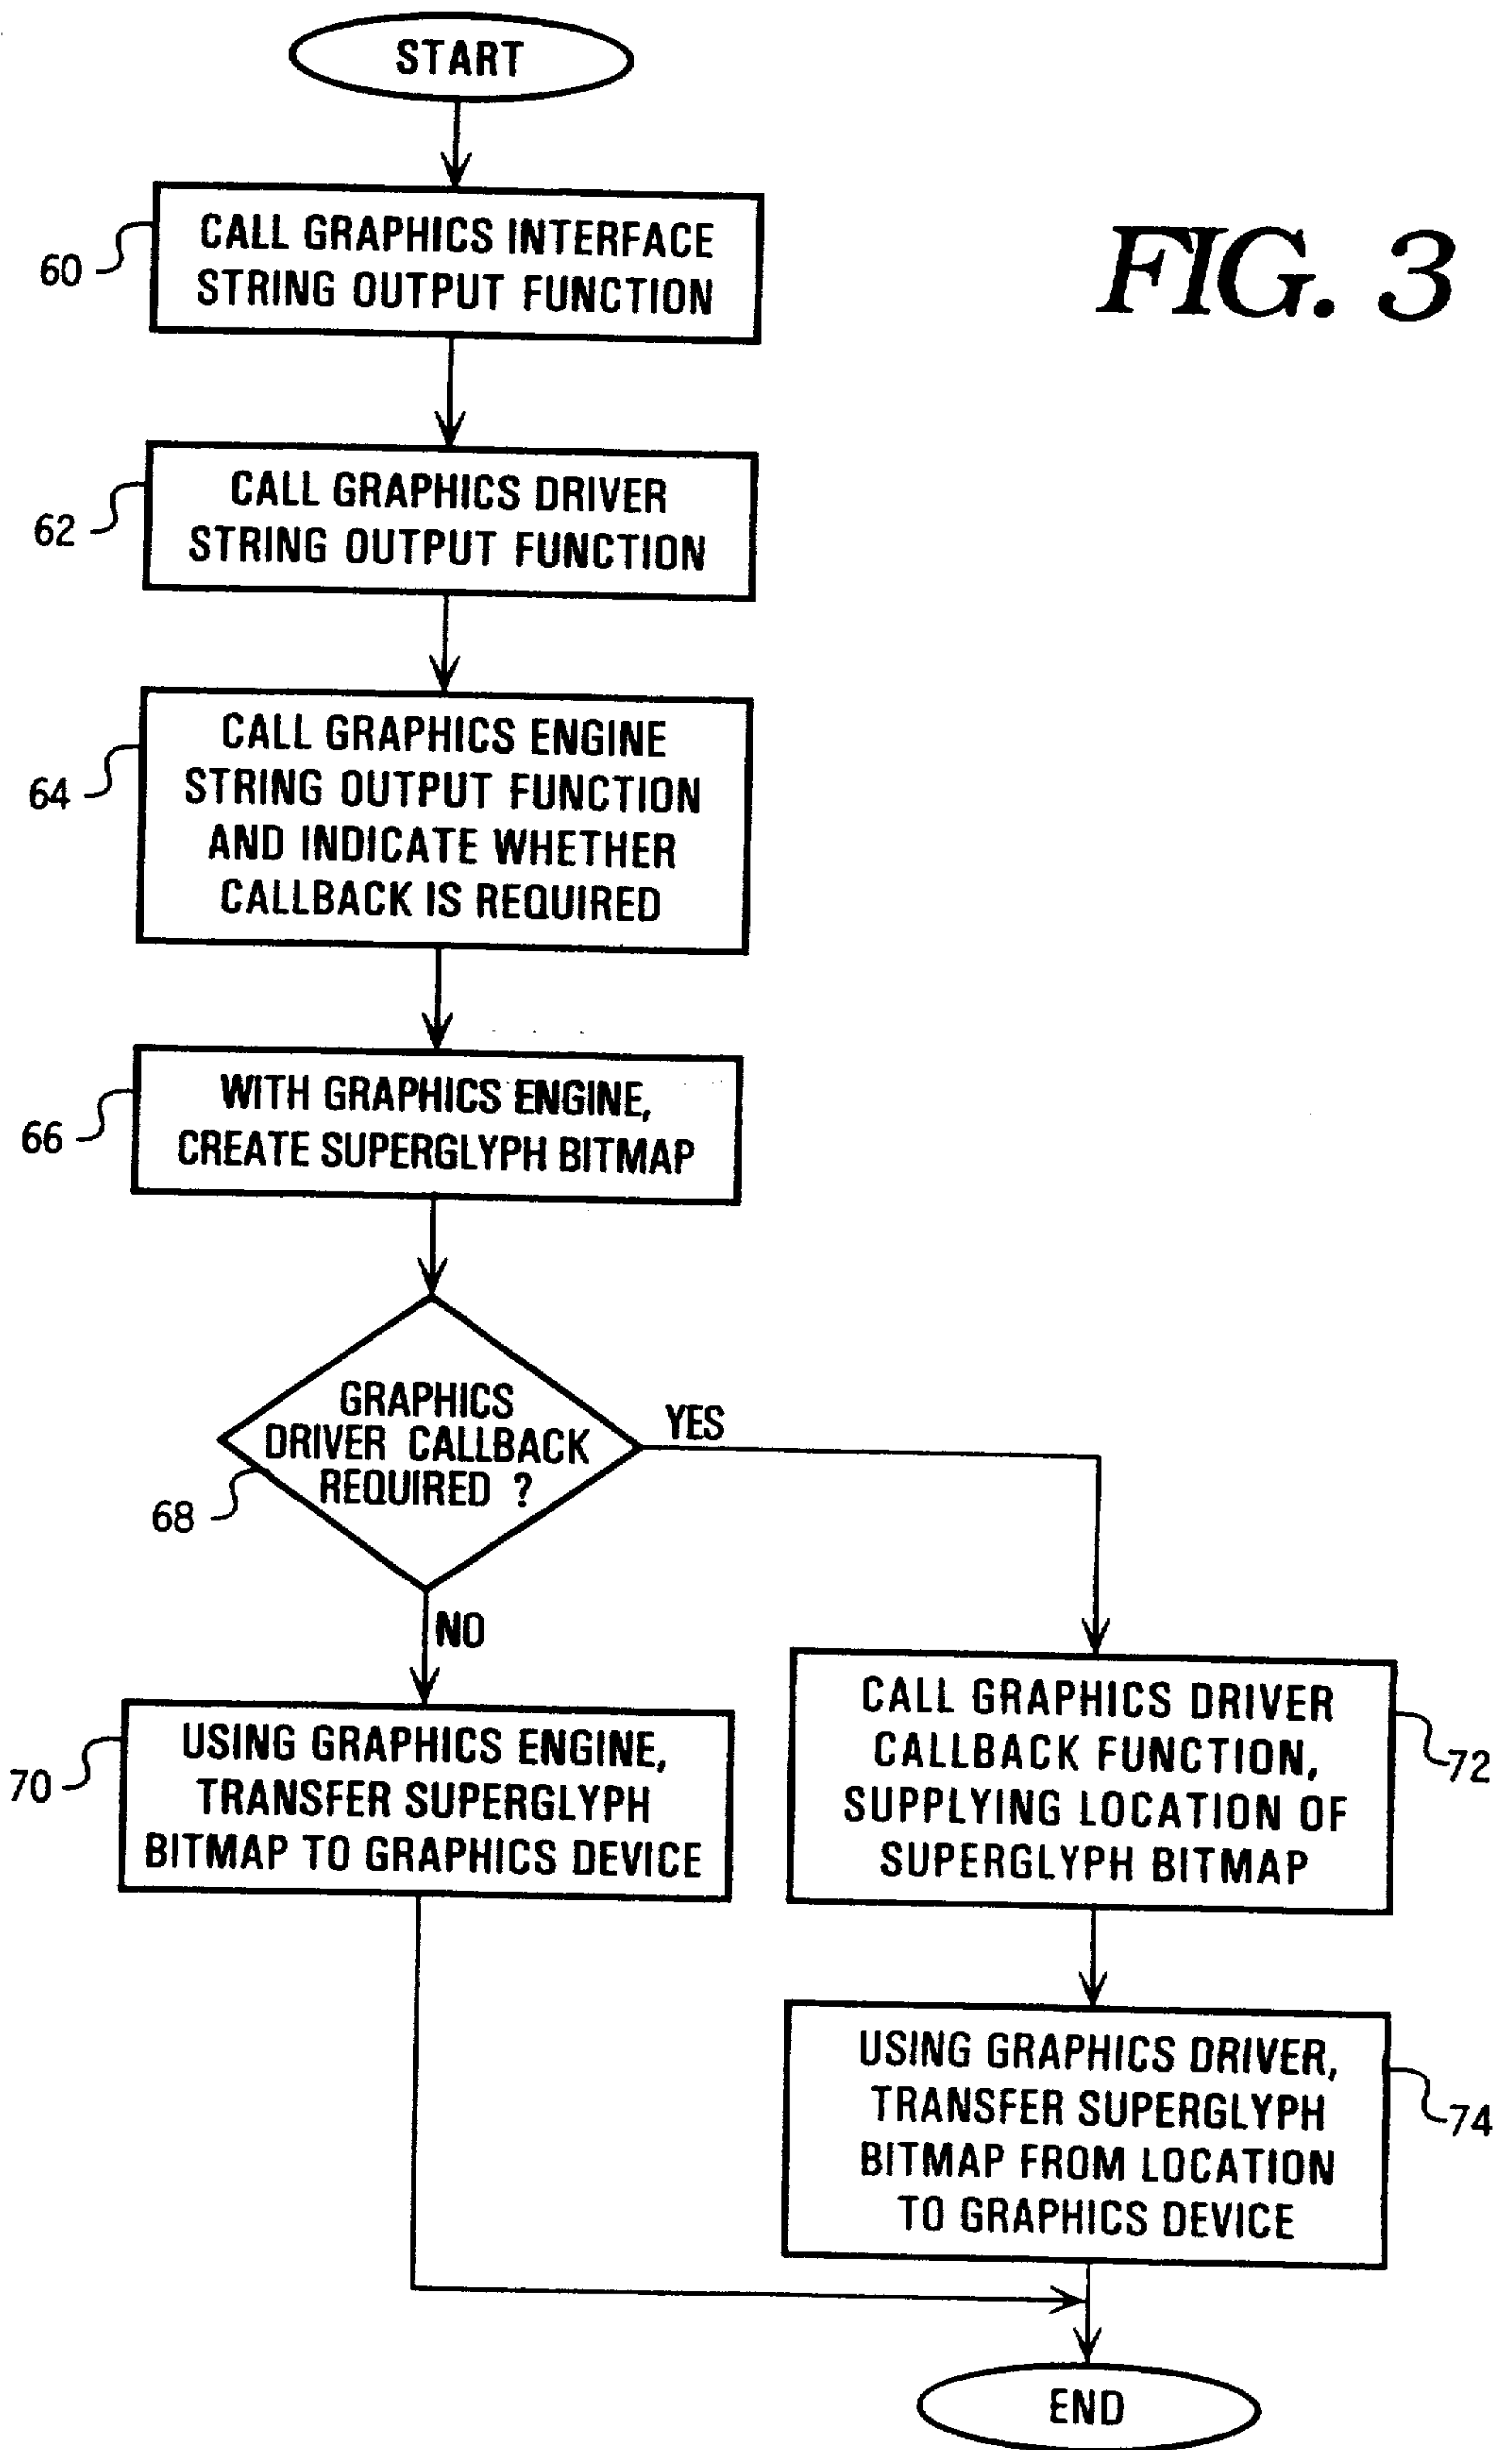 START
FIG. 3
60
CALL GRAPHICS INTERFACE
STRING OUTPUT FUNCTION
62
CALL GRAPHICS DRIVER
STRING OUTPUT FUNCTION
64
CALL GRAPHICS ENGINE
STRING OUTPUT FUNCTION
AND INDICATE WHETHER
CALLBACK IS REQUIRED
66
WITH GRAPHICS ENGINE,
CREATE SUPERGLYPH BITMAP
68
GRAPHICS
DRIVER CALLBACK
REQUIRED ?
YES
NO
70
USING GRAPHICS ENGINE,
TRANSFER SUPERGLYPH
BITMAP TO GRAPHICS DEVICE
72
CALL GRAPHICS DRIVER
CALLBACK FUNCTION,
SUPPLYING LOCATION OF
SUPERGLYPH BITMAP
74
USING GRAPHICS DRIVER,
TRANSFER SUPERGLYPH
BITMAP FROM LOCATION
TO GRAPHICS DEVICE
END